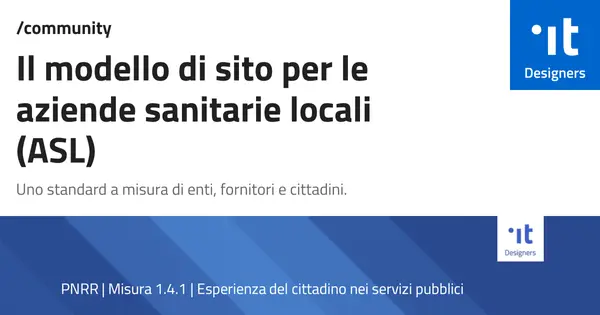 /community
Il modello di sito per le
aziende sanitarie locali
(ASL)
Uno standard a misura di enti, fornitori e cittadini.
·it
Designers
·it
Designers
PNRR | Misura 1.4.1 | Esperienza del cittadino nei servizi pubblici